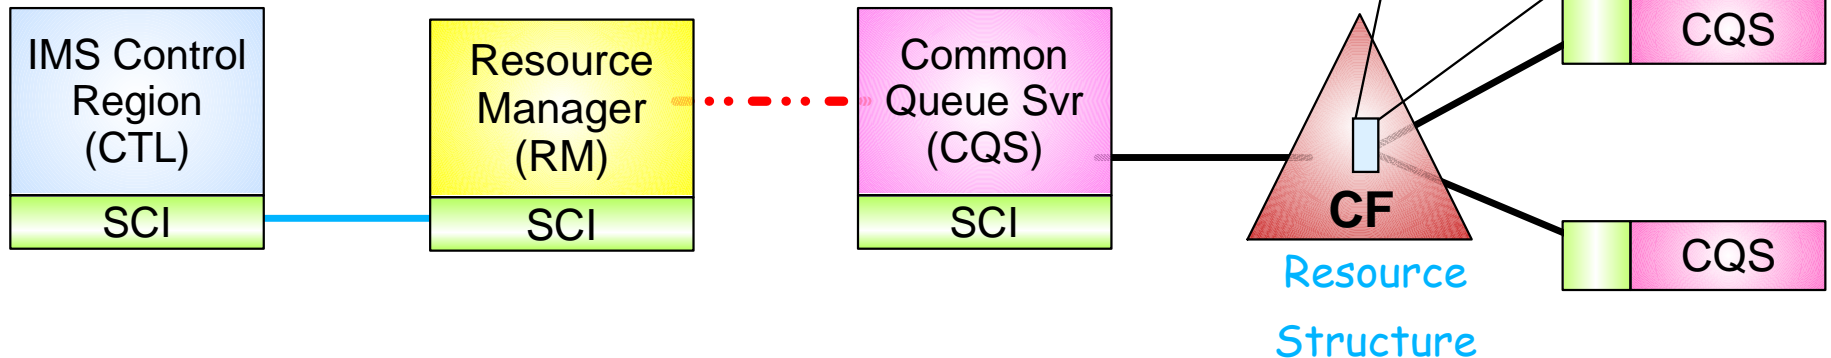 IMS Control
Region
(CTL)
SCI
Resource
Manager
(RM)
SCI
Common
Queue Svr
(CQS)
SCI
CF
Resource
Structure
CQS
CQS